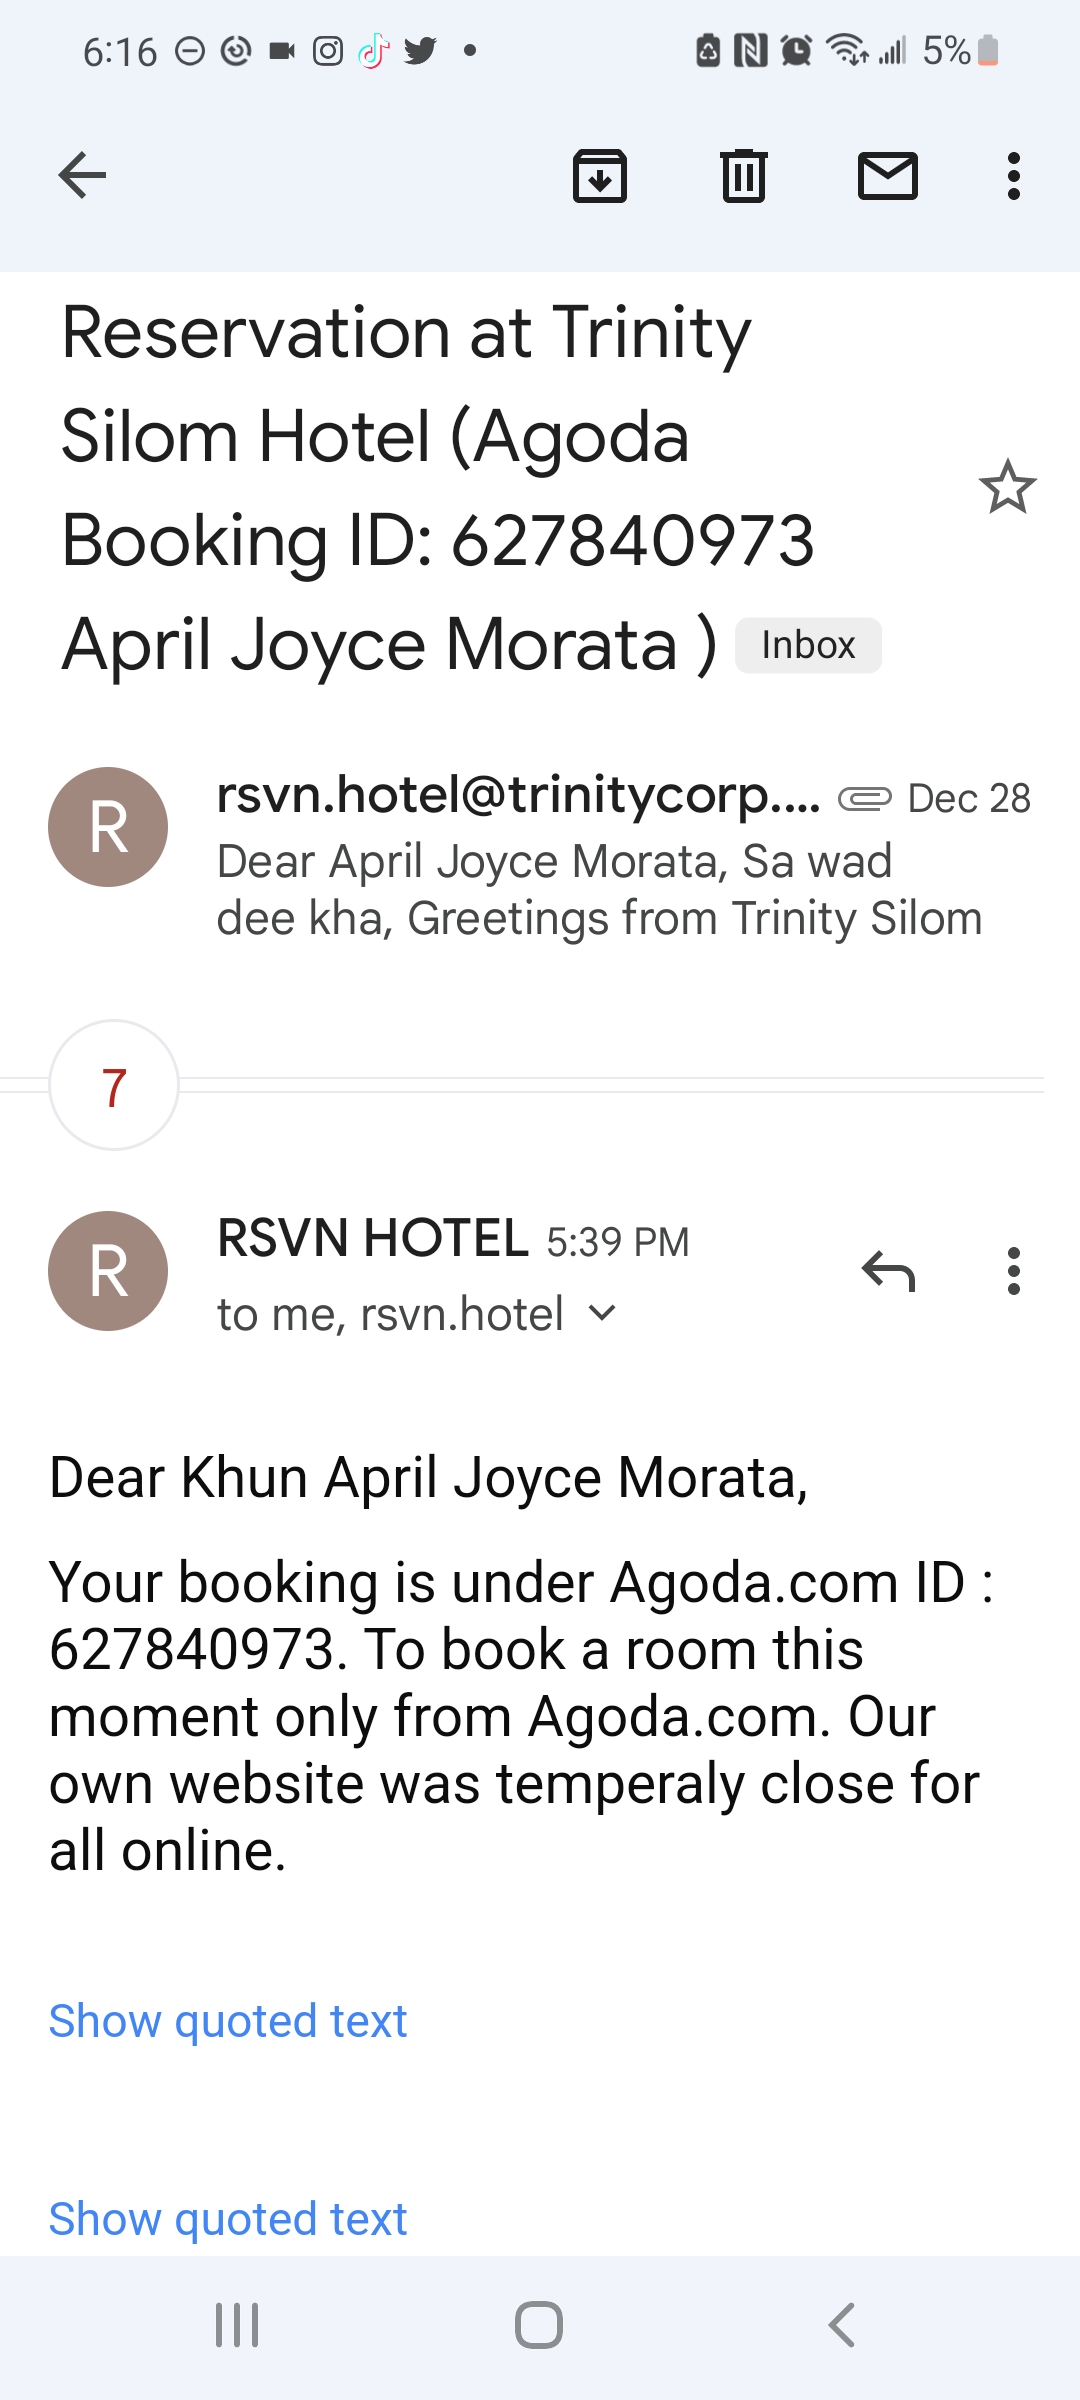 6:16
5%
Reservation at Trinity
Silom Hotel (Agoda
Booking ID: 627840973
April Joyce Morata ) Inbox
R
rsvn.hotel@trinitycorp.... Dec 28
Dear April Joyce Morata, Sa wad
dee kha, Greetings from Trinity Silom
7
R
RSVN HOTEL 5:39 PM
to me, rsvn.hotel
Dear Khun April Joyce Morata,
Your booking is under Agoda.com ID :
627840973. To book a room this
moment only from Agoda.com. Our
own website was temperaly close for
all online.
Show quoted text
Show quoted text